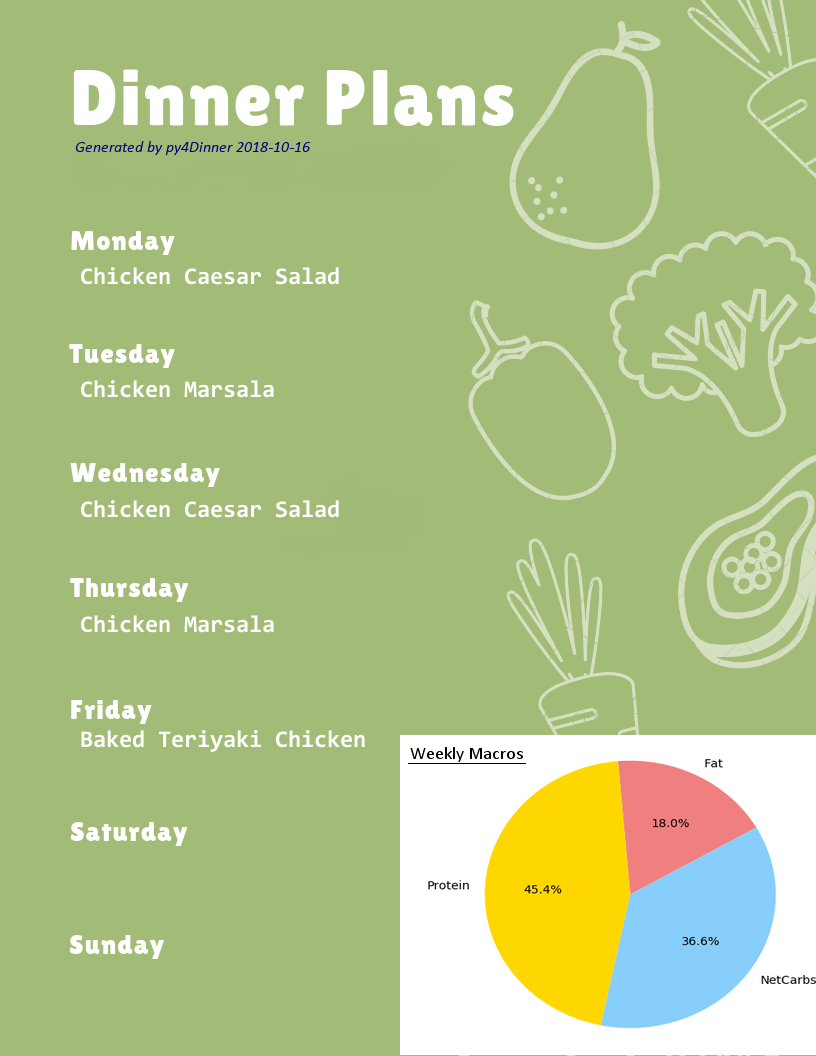 Dinner Plans
Generated by py4Dinner 2018-10-16
Monday
Chicken Caesar Salad
Tuesday
Chicken Marsala
Wednesday
Chicken Caesar Salad
Thursday
Chicken Marsala
Friday
Baked Teriyaki Chicken
Saturday
Sunday
Weekly Macros
Fat
18.0%
Protein
45.4%
36.6%
NetCarbs